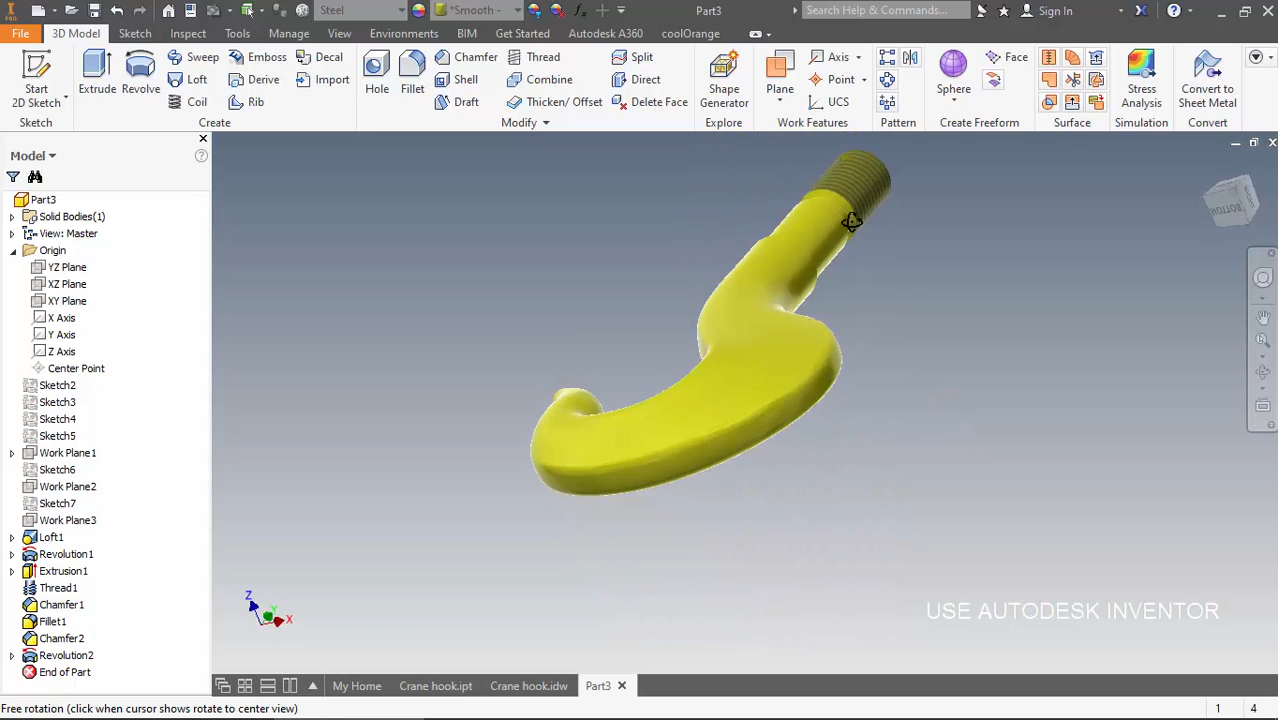 PRO
Steel
*Smooth -
Part3
Search Help & Commands...
Sign In
File
3D Model
Sketch
Inspect
Tools
Manage
View
Environments
BIM
Get Started
Autodesk A360
coolOrange
Start
2D Sketch
Extrude
Revolve
Sweep
Emboss
Decal
Loft
Derive
Import
Coil
Rib
Hole
Fillet
Chamfer
Thread
Split
Shell
Combine
Direct
Draft
Thicken/ Offset
Delete Face
Shape
Generator
Plane
Axis
Point
UCS
Sphere
Face
Stress
Analysis
Convert to
Sheet Metal
Sketch
Create
Modify
Explore
Work Features
Pattern
Create Freeform
Surface
Simulation
Convert
Model
Part3
Solid Bodies(1)
View: Master
Origin
YZ Plane
XZ Plane
XY Plane
X Axis
Y Axis
Z Axis
Center Point
Sketch2
Sketch3
Sketch4
Sketch5
Work Plane1
Sketch6
Work Plane2
Sketch7
Work Plane3
Loft1
Revolution1
Extrusion1
Thread1
Chamfer1
Fillet1
Chamfer2
Revolution2
End of Part
BOTTOM
Z
Y
X
USE AUTODESK INVENTOR
My Home
Crane hook.ipt
Crane hook.idw
Part3
Free rotation (click when cursor shows rotate to center view)
1
4